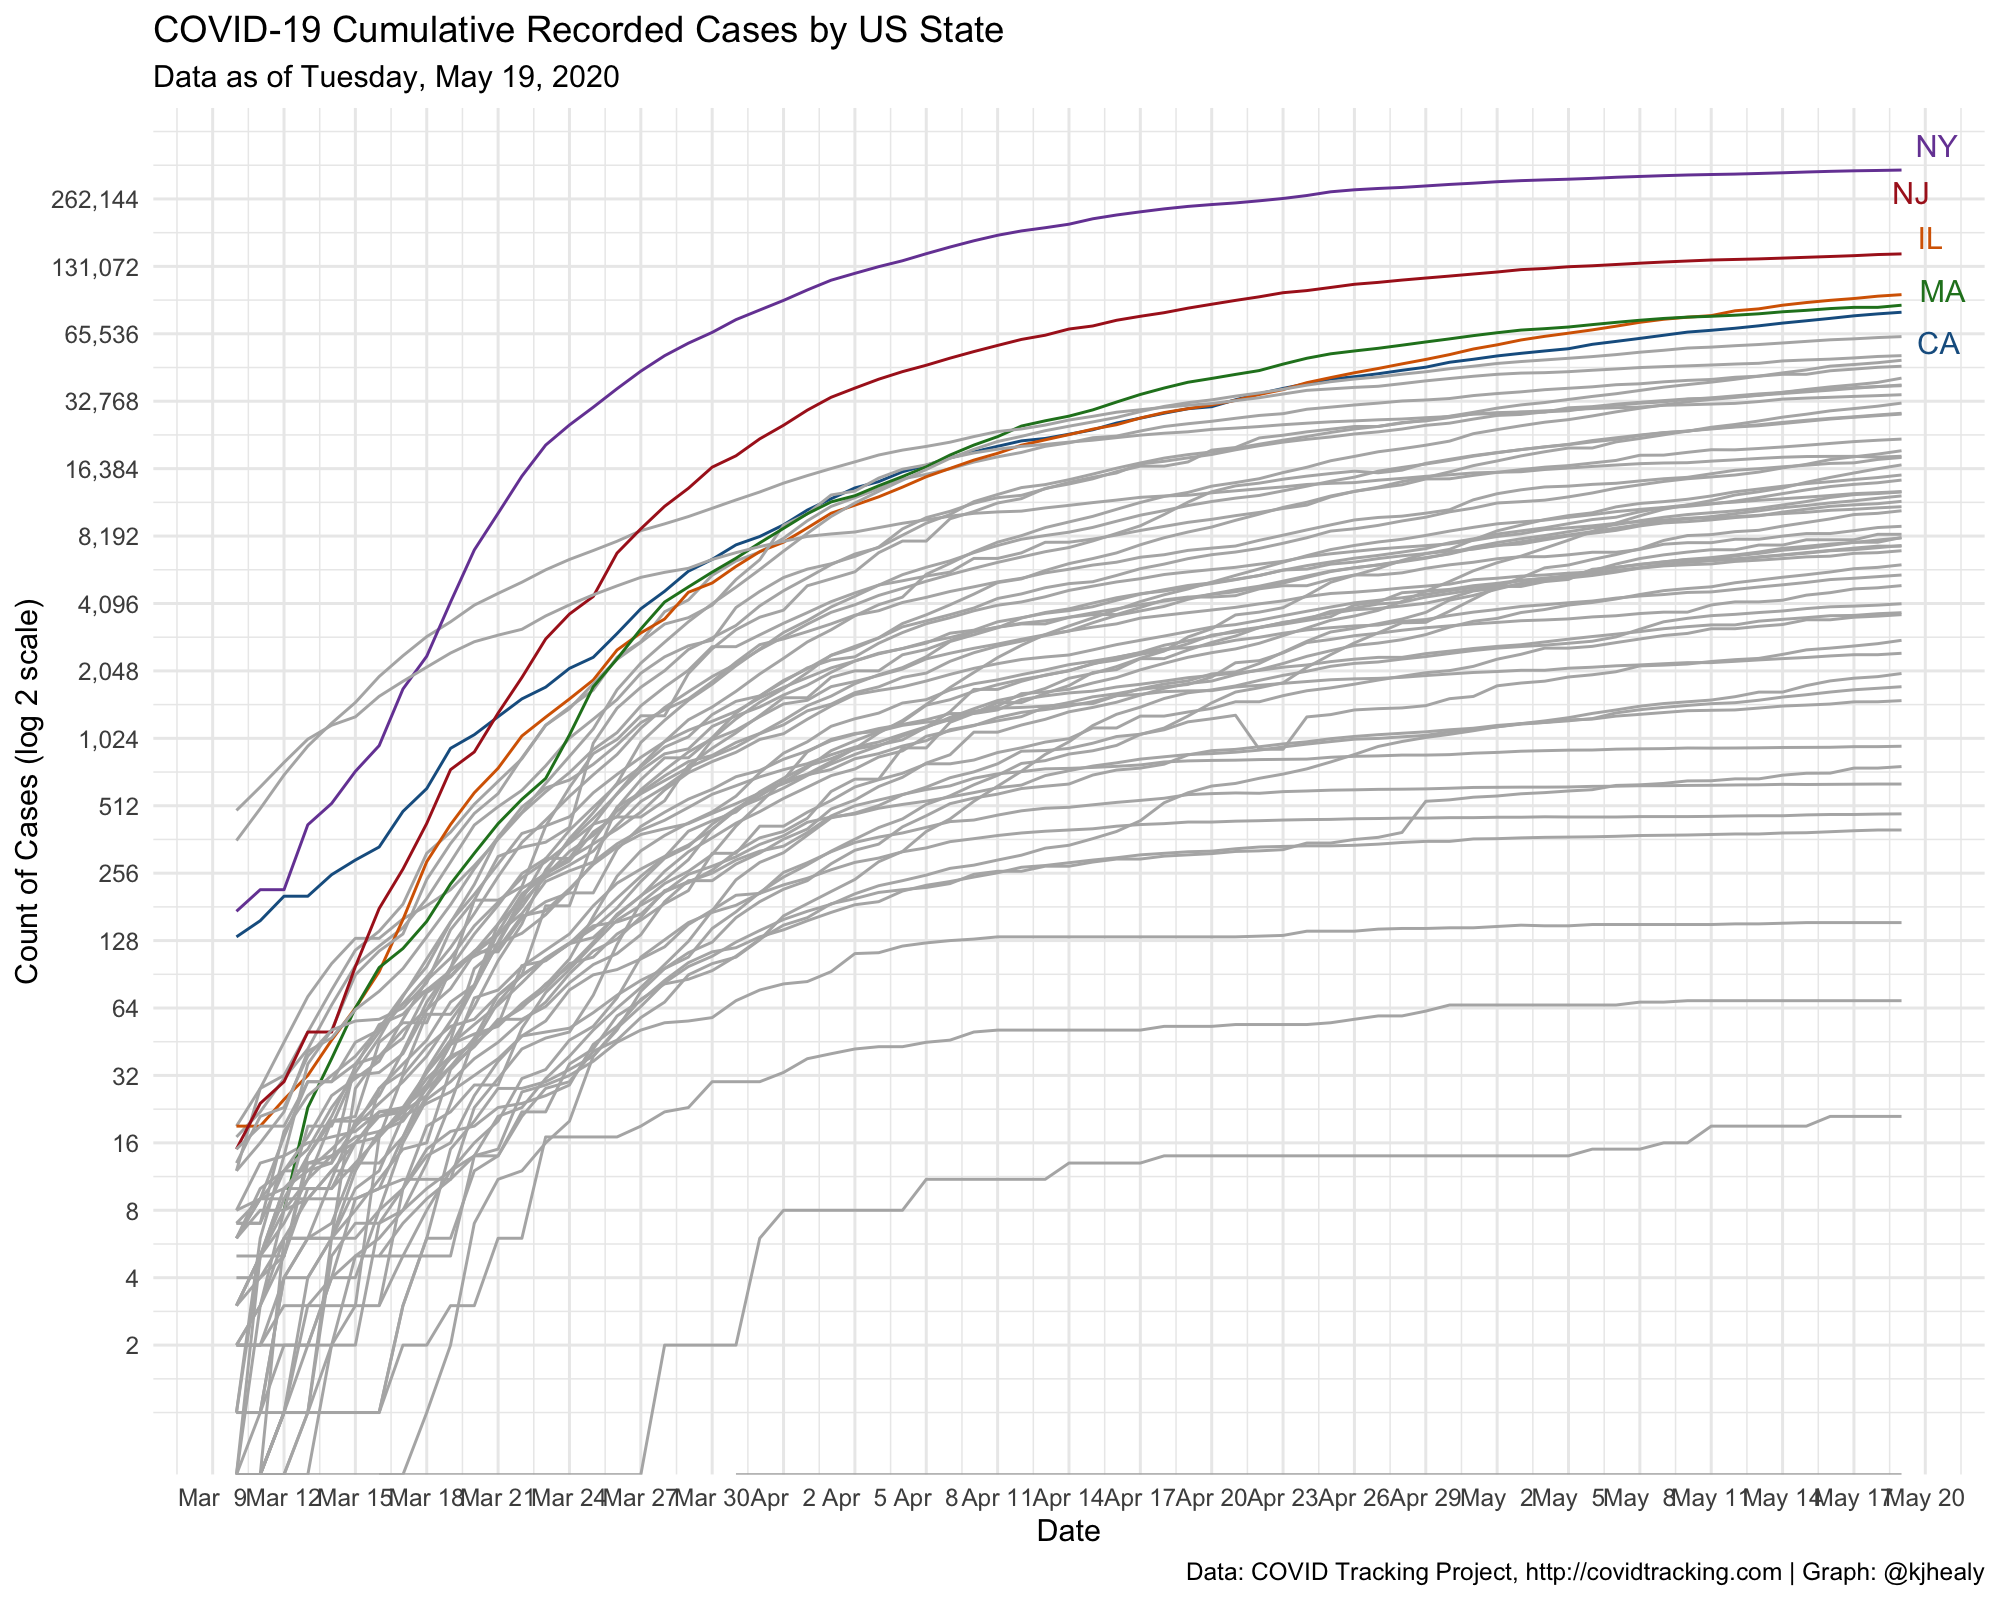 COVID-19 Cumulative Recorded Cases by US State
Data as of Tuesday, May 19, 2020
NY
NJ
IL
MA
CA
Count of Cases (log 2 scale)
262,144
131,072
65,536
32,768
16,384
8,192
4,096
2,048
1,024
512
256
128
64
32
16
8
4
2
Mar 9 Mar 12 Mar 15 Mar 18 Mar 21 Mar 24 Mar 27 Mar 30 Apr 2 Apr 5 Apr 8 Apr 11 Apr 14 Apr 17 Apr 20 Apr 23 Apr 26 Apr 29 May 2 May 5 May 8 May 11 May 14 May 17 May 20
Date
Data: COVID Tracking Project, http://covidtracking.com | Graph: @kjhealy